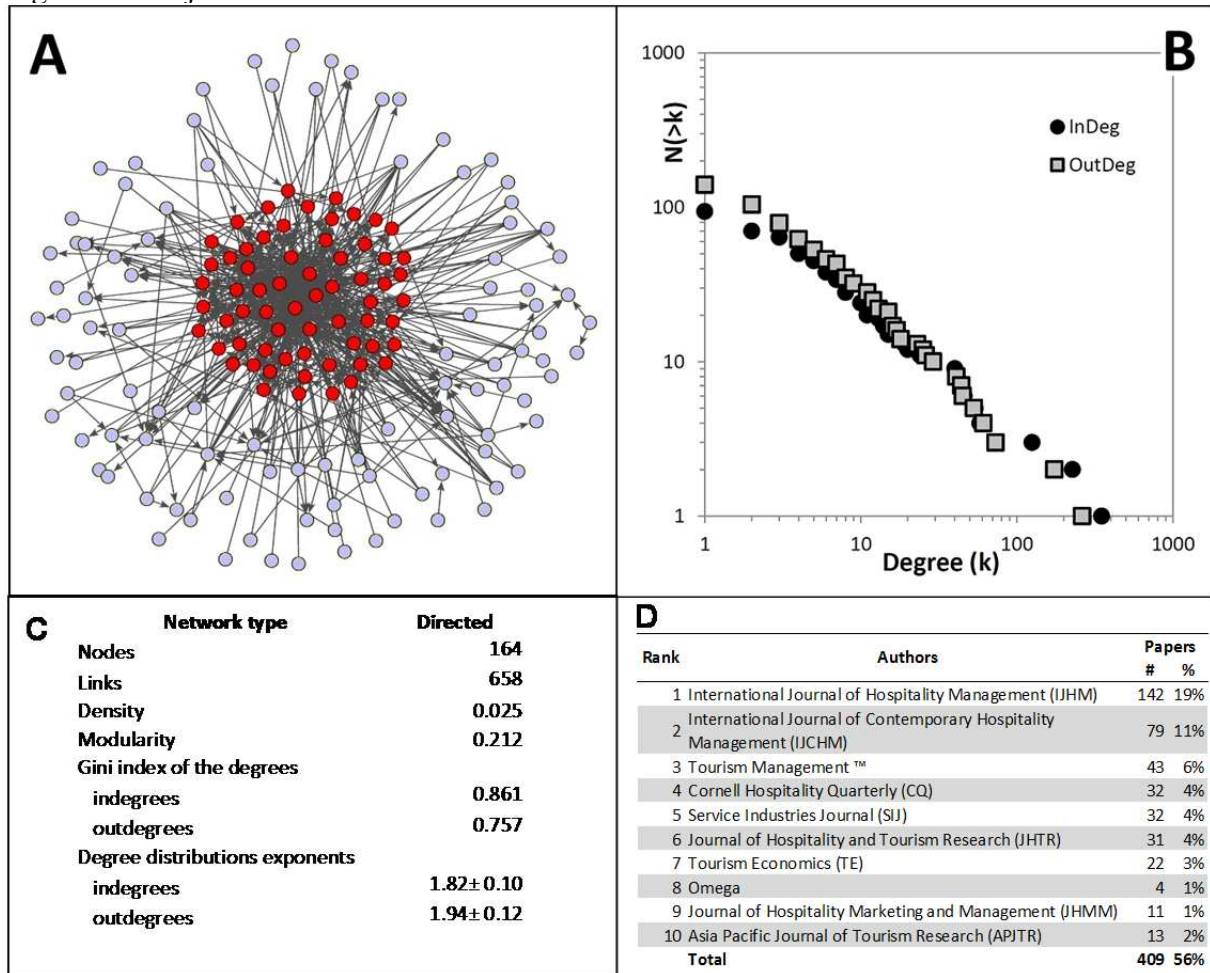 A
B
1000
100
10
1
N(>k)
InDeg
OutDeg
1
10
100
1000
Degree (k)
C
Network type Directed
Nodes 164
Links 658
Density 0.025
Modularity 0.212
Gini index of the degrees
indegrees 0.861
outdegrees 0.757
Degree distributions exponents
indegrees 1.82± 0.10
outdegrees 1.94± 0.12
D
Papers
Rank Authors # %
1 International Journal of Hospitality Management (IJHM) 142 19%
International Journal of Contemporary Hospitality
2 Management (IJCHM) 79 11%
3 Tourism Management ™ 43 6%
4 Cornell Hospitality Quarterly (CQ) 32 4%
5 Service Industries Journal (SIJ) 32 4%
6 Journal of Hospitality and Tourism Research (JHTR) 31 4%
7 Tourism Economics (TE) 22 3%
8 Omega 4 1%
9 Journal of Hospitality Marketing and Management (JHMM) 11 1%
10 Asia Pacific Journal of Tourism Research (APJTR) 13 2%
Total 409 56%